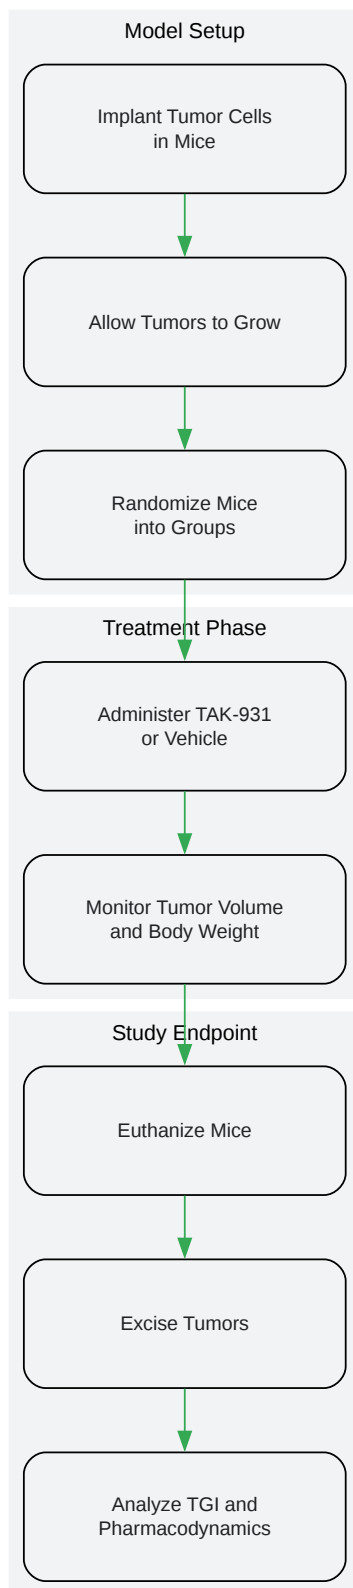 Model Setup
Implant Tumor Cells
in Mice
Allow Tumors to Grow
Randomize Mice
into Groups
Treatment Phase
Administer TAK-931
or Vehicle
Monitor Tumor Volume
and Body Weight
Study Endpoint
Euthanize Mice
Excise Tumors
Analyze TGI and
Pharmacodynamics